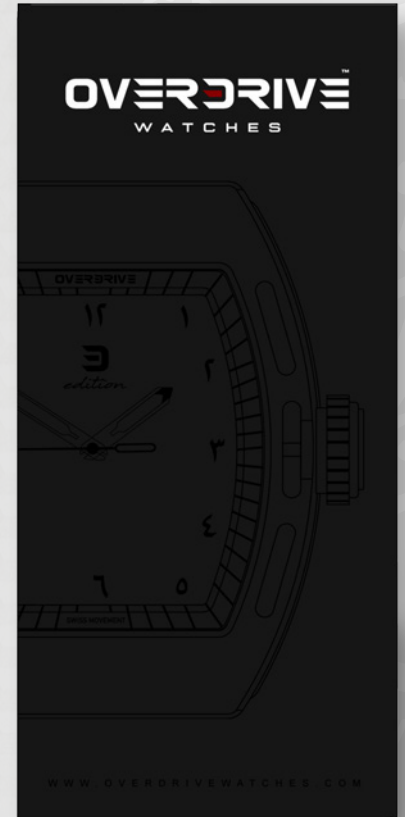 OVERDRIVE™
WATCHES
OVERDRIVE
١٢
١
edition
٢
٣
٤
٥
٦
SWISS MOVEMENT
WWW.OVERDRIVEWATCHES.COM